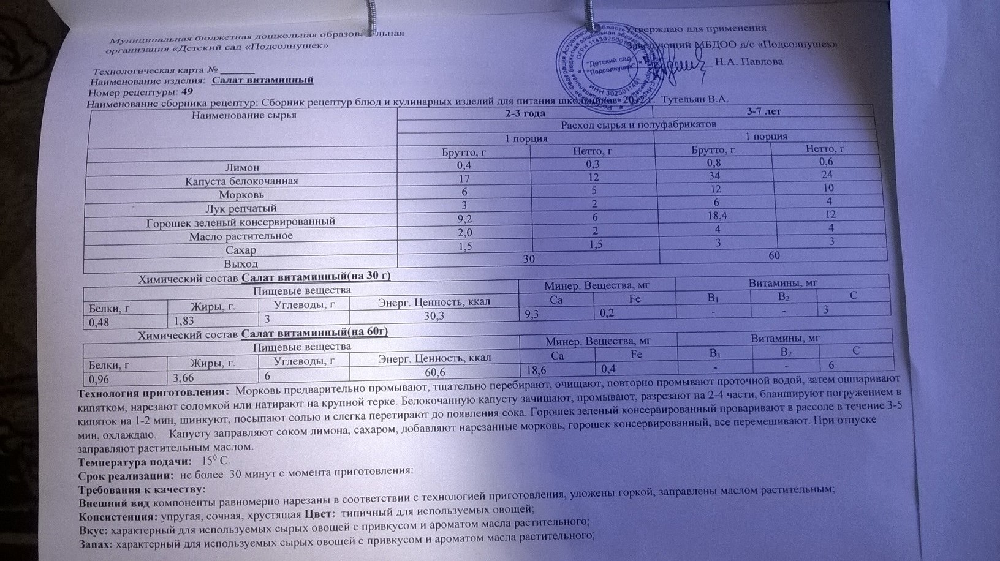 Муниципальная бюджетная дошкольная образовательная
организация «Детский сад «Подсолнушек»
Утверждаю для применения
Заведующий МБДОО д/с «Подсолнушек»
Н.А. Павлова
"Детский сад
"Подсолнушек"
Технологическая карта № ______
Наименование изделия: Салат витаминный
Номер рецептуры: 49
Наименование сборника рецептур: Сборник рецептур блюд и кулинарных изделий для питания школьников 2012 г. Тутельян В.А.
Наименование сырья 2-3 года 3-7 лет
Расход сырья и полуфабрикатов
1 порция 1 порция
Брутто, г Нетто, г Брутто, г Нетто, г
Лимон 0,4 0,3 0,8 0,6
Капуста белокочанная 17 12 34 24
Морковь 6 5 12 10
Лук репчатый 3 2 6 4
Горошек зеленый консервированный 9,2 6 18,4 12
Масло растительное 2,0 2 4 4
Сахар 1,5 1,5 3 3
Выход 30 60
Химический состав Салат витаминный(на 30 г)
Пищевые вещества Минер. Вещества, мг Витамины, мг
Белки, г Жиры, г. Углеводы, г Энерг. Ценность, ккал Ca Fe B1 B2 C
0,48 1,83 3 30,3 9,3 0,2 - - 3
Химический состав Салат витаминный(на 60г)
Пищевые вещества Минер. Вещества, мг Витамины, мг
Белки, г Жиры, г. Углеводы, г Энерг. Ценность, ккал Ca Fe B1 B2 C
0,96 3,66 6 60,6 18,6 0,4 - - 6
Технология приготовления: Морковь предварительно промывают, тщательно перебирают, очищают, повторно промывают проточной водой, затем ошпаривают
кипятком, нарезают соломкой или натирают на крупной терке. Белокочанную капусту зачищают, промывают, разрезают на 2-4 части, бланшируют погружением в
кипяток на 1-2 мин, шинкуют, посыпают солью и слегка перетирают до появления сока. Горошек зеленый консервированный проваривают в рассоле в течение 3-5
мин, охлаждаю. Капусту заправляют соком лимона, сахаром, добавляют нарезанные морковь, горошек консервированный, все перемешивают. При отпуске
заправляют растительным маслом.
Температура подачи: 15⁰ С.
Срок реализации: не более 30 минут с момента приготовления:
Требования к качеству:
Внешний вид компоненты равномерно нарезаны в соответствии с технологией приготовления, уложены горкой, заправлены маслом растительным;
Консистенция: упругая, сочная, хрустящая Цвет: типичный для используемых овощей;
Вкус: характерный для используемых сырых овощей с привкусом и ароматом масла растительного;
Запах: характерный для используемых сырых овощей с привкусом и ароматом масла растительного;